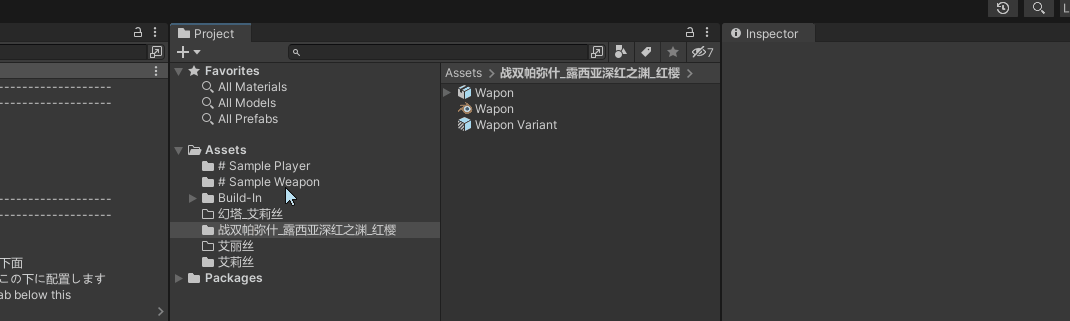 Project
Inspector
7
Favorites
All Materials
All Models
All Prefabs
Assets
# Sample Player
# Sample Weapon
Build-In
幻塔_艾莉丝
战双帕弥什_露西亚深红之渊_红樱
艾丽丝
艾莉丝
Packages
Assets > 战双帕弥什_露西亚深红之渊_红樱 >
Wapon
Wapon
Wapon Variant
下面
この下に配置します
ab below this